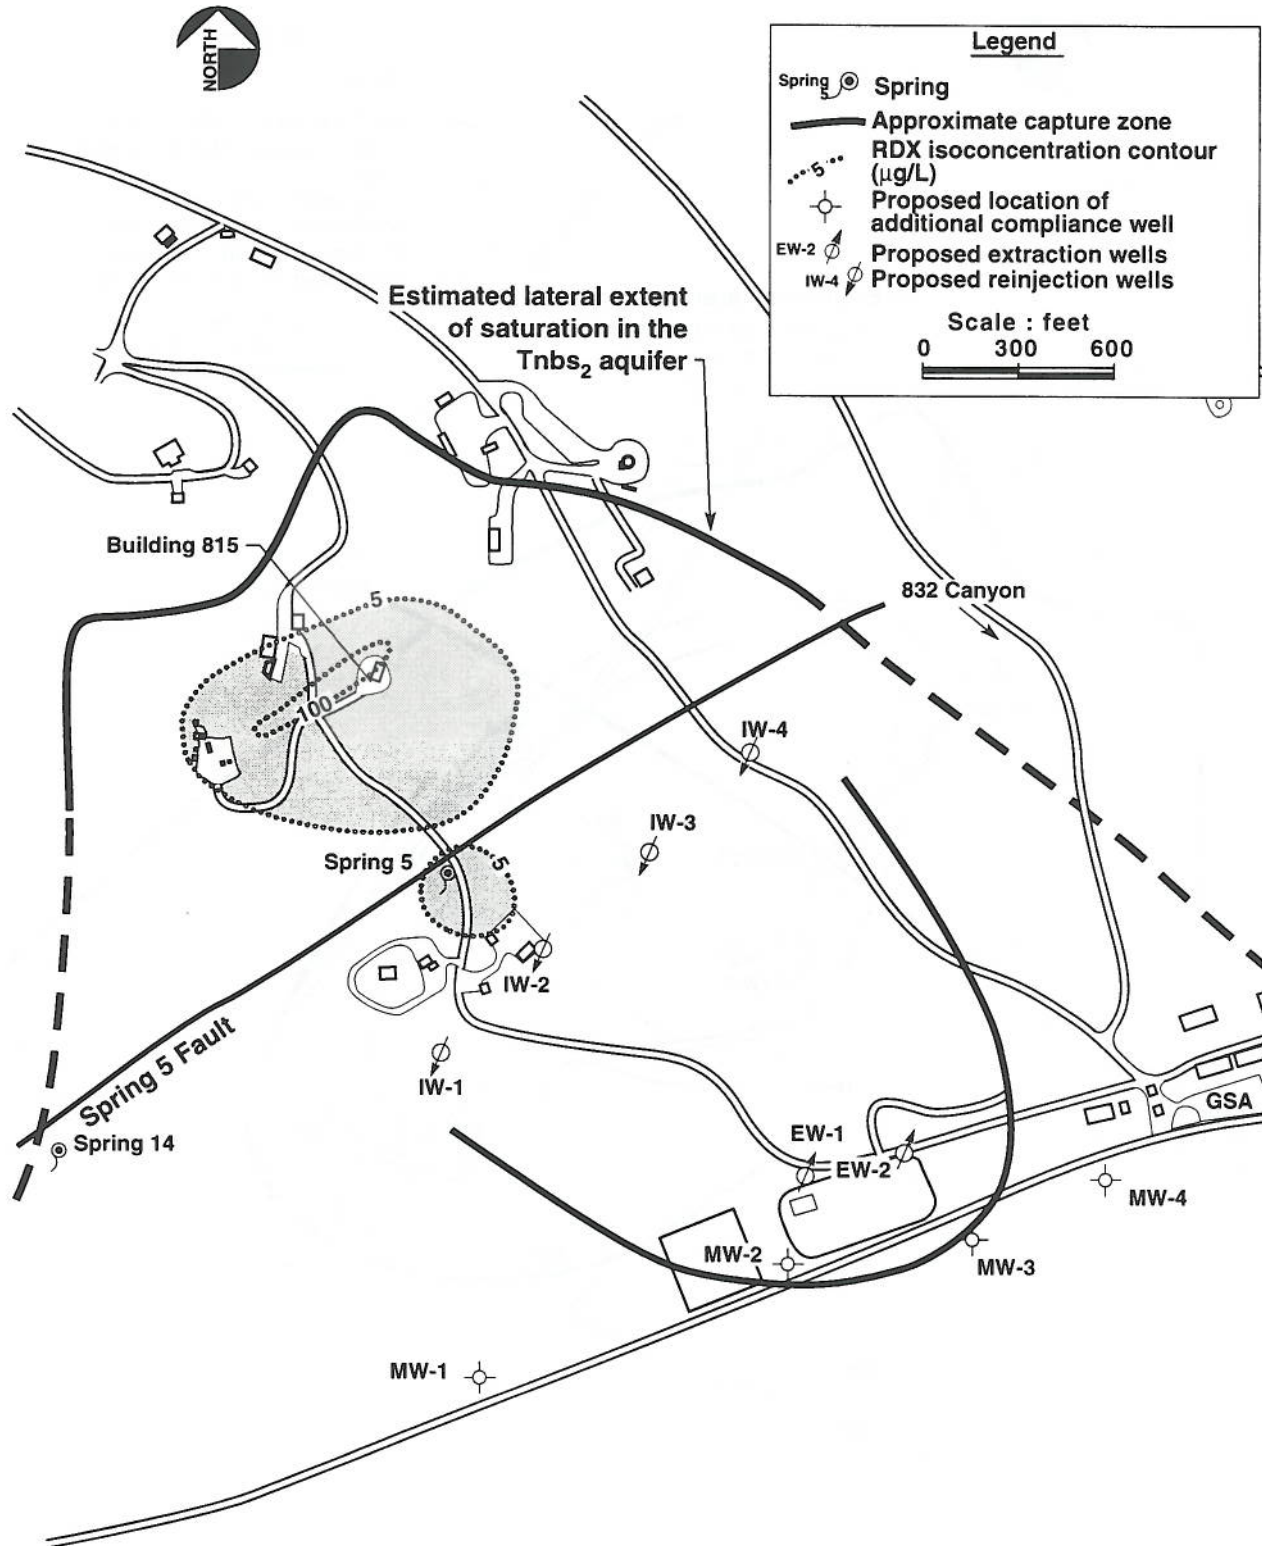 NORTH
Legend
Spring 5
Spring
Approximate capture zone
5
RDX isoconcentration contour
(µg/L)
Proposed location of
additional compliance well
EW-2
Proposed extraction wells
IW-4
Proposed reinjection wells
Scale : feet
0 300 600
Estimated lateral extent
of saturation in the
Tnbs₂ aquifer
Building 815
832 Canyon
5
100
IW-4
IW-3
Spring 5
5
IW-2
Spring 5 Fault
IW-1
Spring 14
EW-1
EW-2
GSA
MW-4
MW-2
MW-3
MW-1